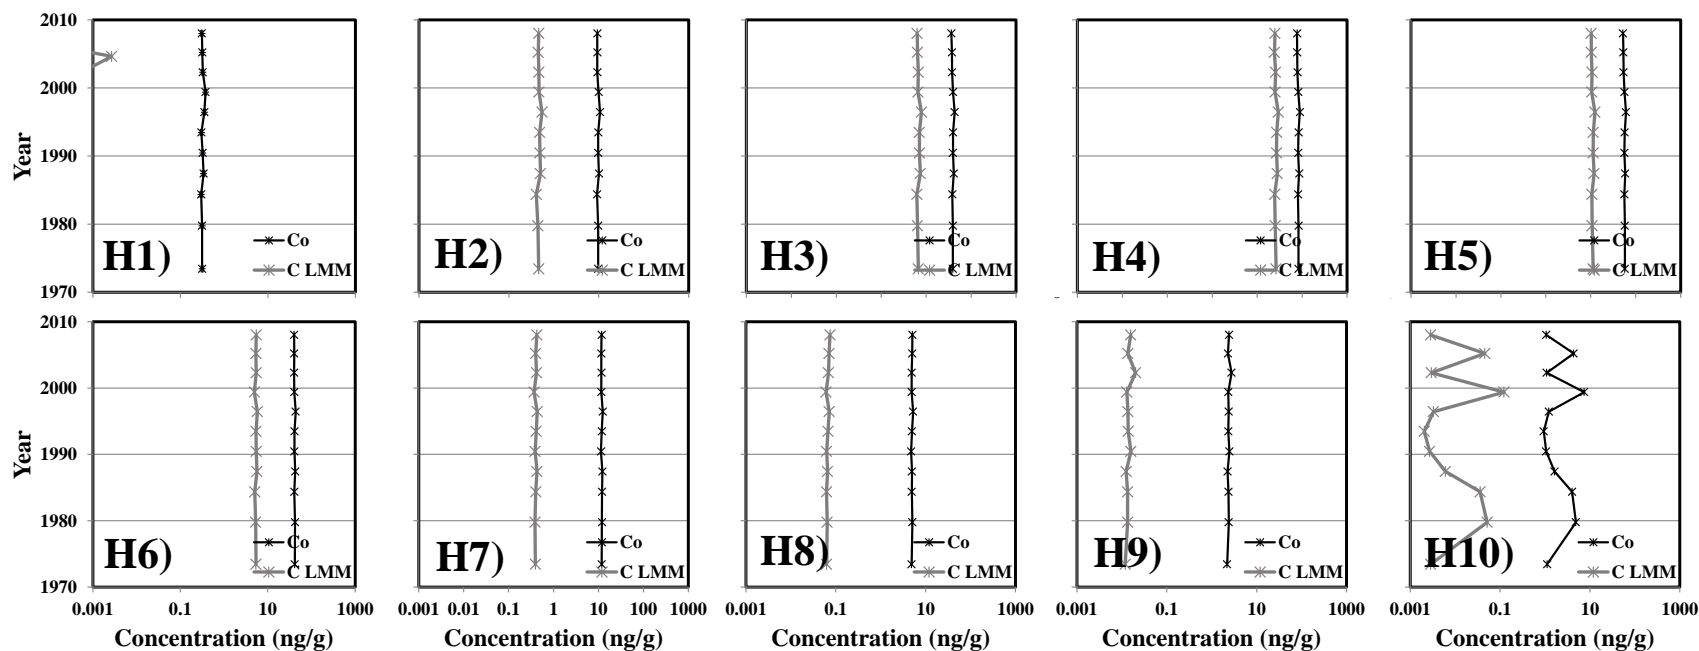 2010
2000
1990
1980
1970
Year
H1)
Co
C LMM
H2)
Co
C LMM
H3)
Co
C LMM
H4)
Co
C LMM
H5)
Co
C LMM
2010
2000
1990
1980
1970
Year
H6)
Co
C LMM
H7)
Co
C LMM
H8)
Co
C LMM
H9)
Co
C LMM
H10)
Co
C LMM
0.001 0.1 10 1000
0.001 0.01 0.1 1 10 100 1000
0.001 0.1 10 1000
0.001 0.1 10 1000
0.001 0.1 10 1000
Concentration (ng/g)
Concentration (ng/g)
Concentration (ng/g)
Concentration (ng/g)
Concentration (ng/g)